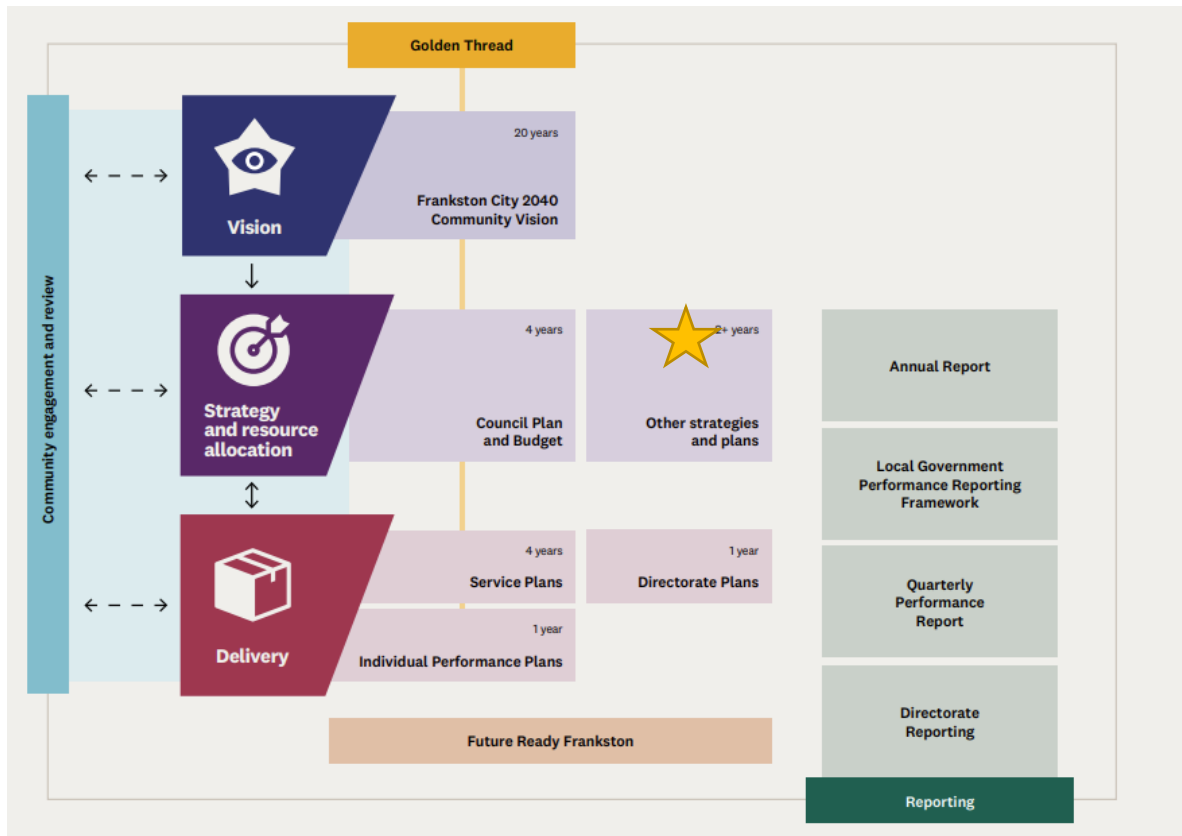 Golden Thread
Community engagement and review
Vision
20 years
Frankston City 2040
Community Vision
Strategy
and resource
allocation
4 years
Council Plan
and Budget
years
Other strategies
and plans
Delivery
4 years
Service Plans
1 year
Directorate Plans
1 year
Individual Performance Plans
Future Ready Frankston
Annual Report
Local Government
Performance Reporting
Framework
Quarterly
Performance
Report
Directorate
Reporting
Reporting